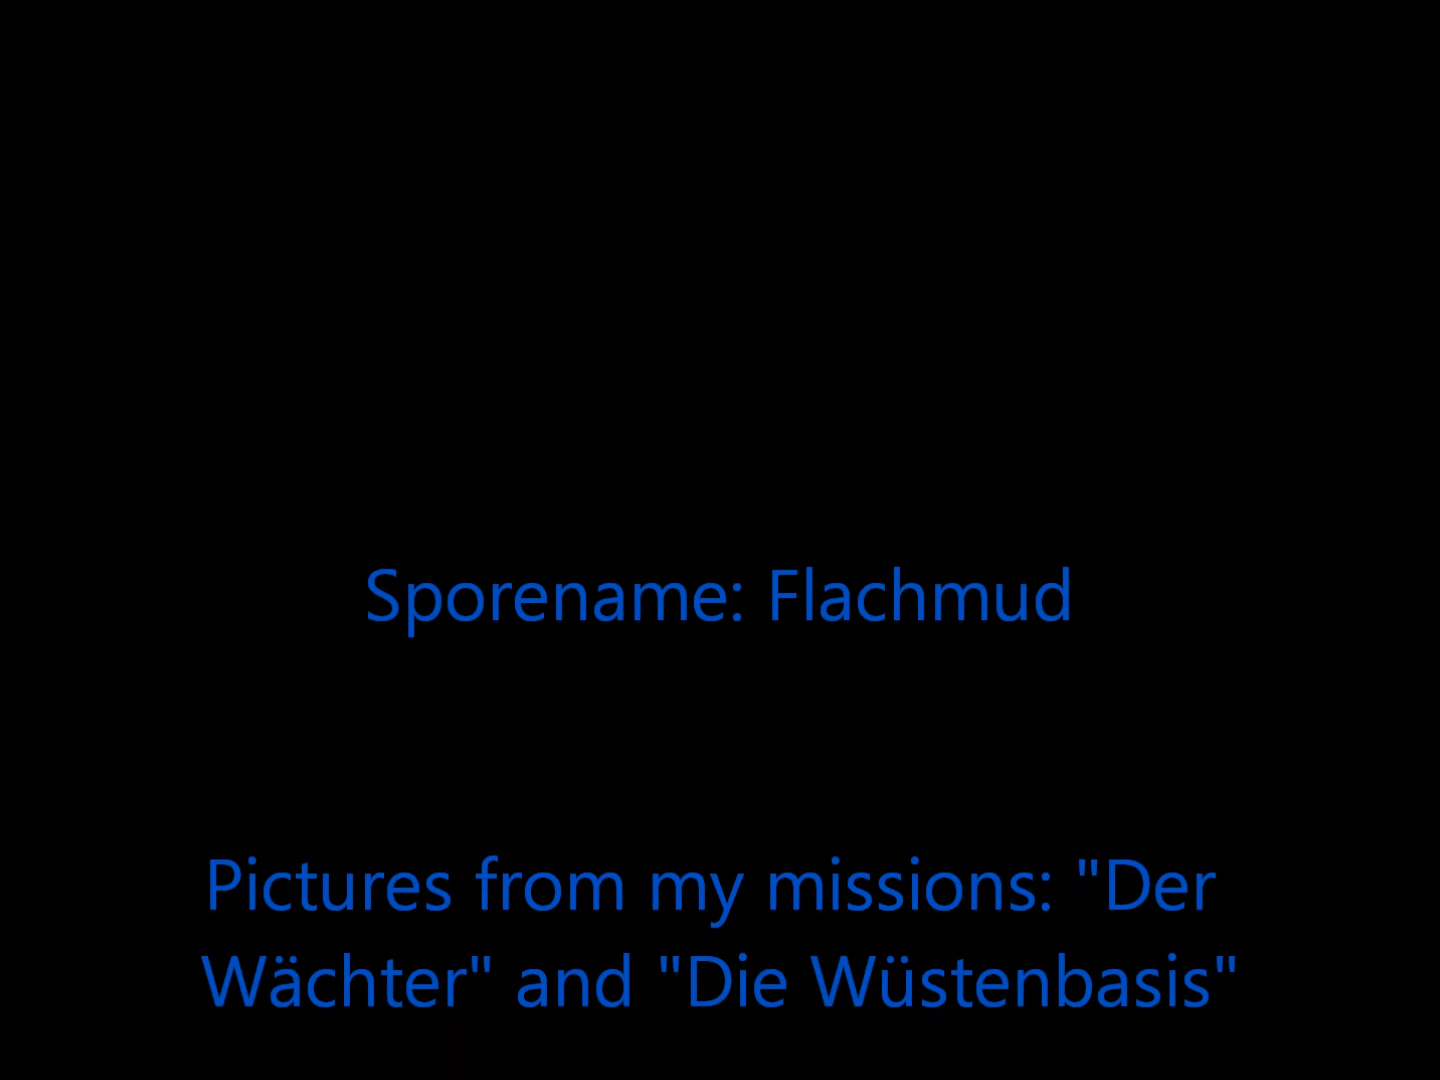 Sporename: Flachmud
Pictures from my missions: "Der
Wächter" and "Die Wüstenbasis"